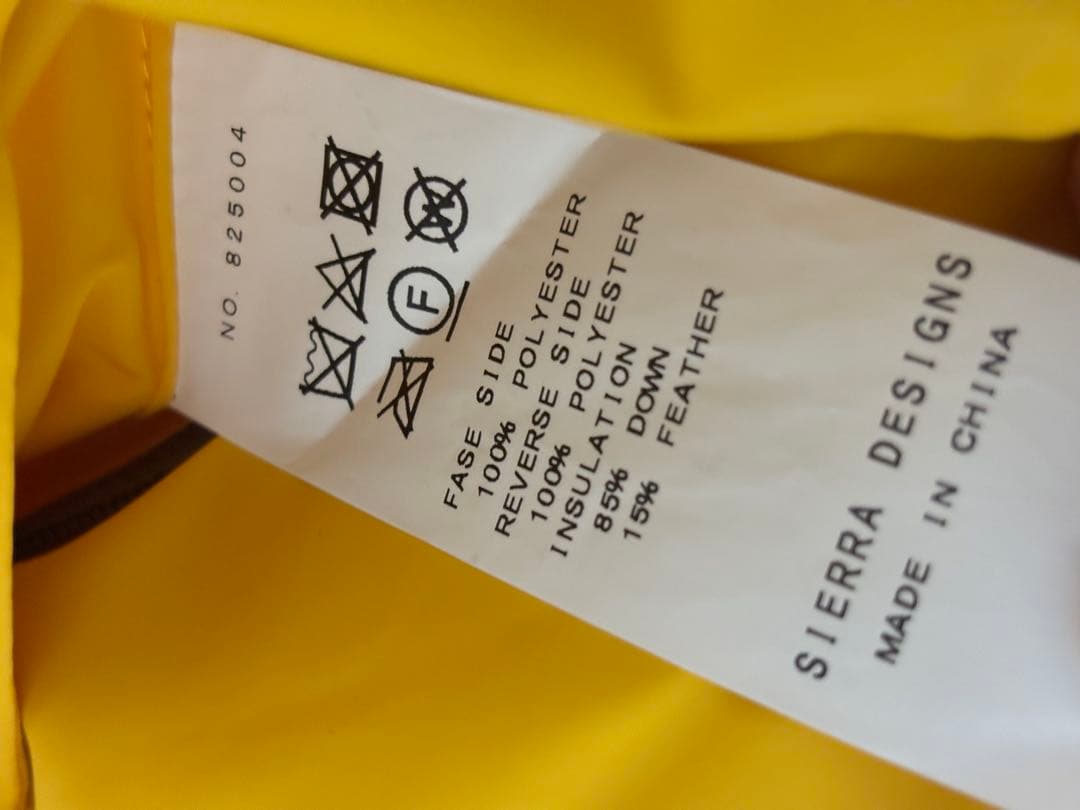 NO. 825004
F
W
FASE SIDE
100% POLYESTER
REVERSE SIDE
100% POLYESTER
INSULATION
85% DOWN
15% FEATHER
SIERRA DESIGNS
MADE IN CHINA